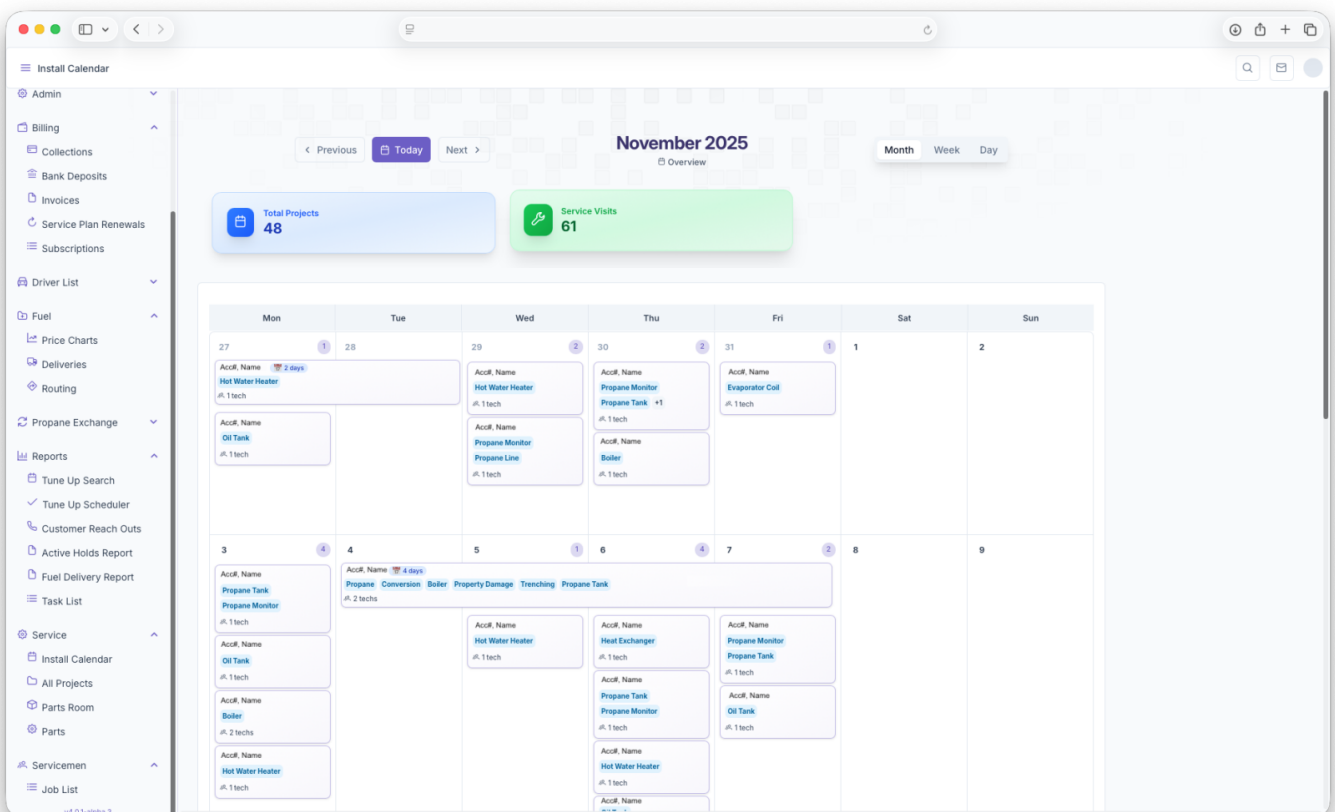 Install Calendar
Admin
Billing
Collections
Bank Deposits
Invoices
Service Plan Renewals
Subscriptions
Driver List
Fuel
Price Charts
Deliveries
Routing
Propane Exchange
Reports
Tune Up Search
Tune Up Scheduler
Customer Reach Outs
Active Holds Report
Fuel Delivery Report
Task List
Service
Install Calendar
All Projects
Parts Room
Parts
Servicemen
Job List
Previous
Today
Next
November 2025
Overview
Month Week Day
Total Projects
48
Service Visits
61
Mon Tue Wed Thu Fri Sat Sun
27 1
Acc#, Name 2 days
Hot Water Heater
1 tech
Acc#, Name
Oil Tank
1 tech
28
29 2
Acc#, Name
Hot Water Heater
1 tech
Acc#, Name
Propane Monitor
Propane Line
1 tech
30 2
Acc#, Name
Propane Monitor
Propane Tank +1
1 tech
Acc#, Name
Boiler
1 tech
31 1
Acc#, Name
Evaporator Coil
1 tech
1
2
3 4
Acc#, Name
Propane Tank
Propane Monitor
1 tech
Acc#, Name
Oil Tank
1 tech
Acc#, Name
Boiler
2 techs
Acc#, Name
Hot Water Heater
1 tech
4
Acc#, Name 4 days
Propane Conversion Boiler Property Damage Trenching Propane Tank
2 techs
5 1
Acc#, Name
Hot Water Heater
1 tech
6 4
Acc#, Name
Heat Exchanger
1 tech
Acc#, Name
Propane Tank
Propane Monitor
1 tech
Acc#, Name
Hot Water Heater
1 tech
Acc#, Name
7 2
Acc#, Name
Propane Monitor
Propane Tank
1 tech
Acc#, Name
Oil Tank
1 tech
8
9